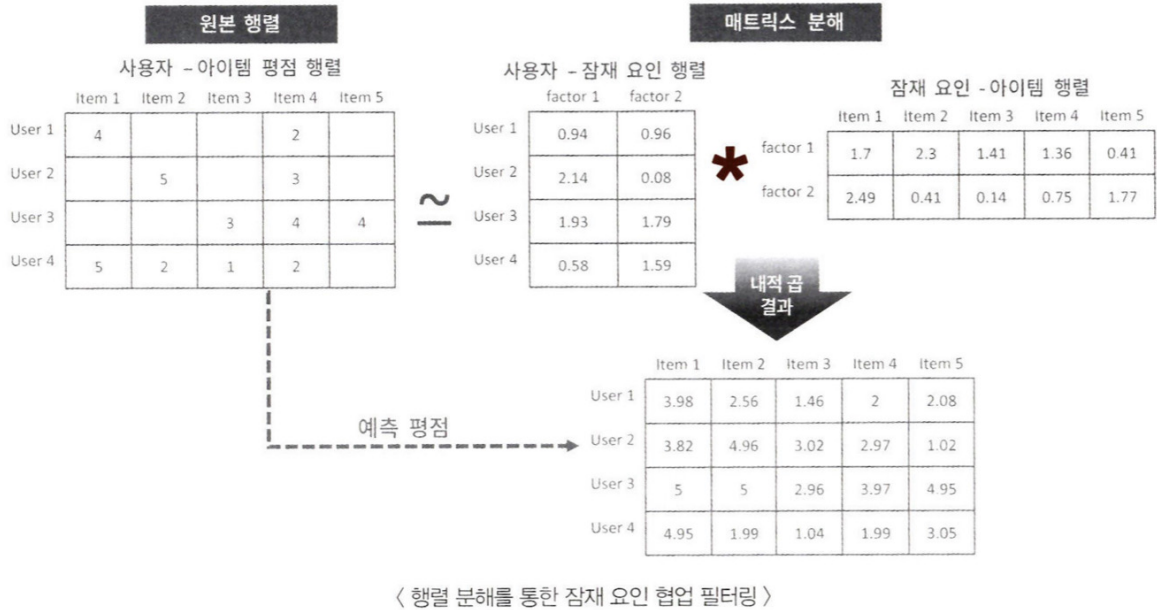 원본 행렬
매트릭스 분해
사용자 – 아이템 평점 행렬
Item 1 Item 2 Item 3 Item 4 Item 5
User 1 4 2
User 2 5 3
User 3 3 4 4
User 4 5 2 1 2
~
사용자 – 잠재 요인 행렬
factor 1 factor 2
User 1 0.94 0.96
User 2 2.14 0.08
User 3 1.93 1.79
User 4 0.58 1.59
*
잠재 요인 - 아이템 행렬
Item 1 Item 2 Item 3 Item 4 Item 5
factor 1 1.7 2.3 1.41 1.36 0.41
factor 2 2.49 0.41 0.14 0.75 1.77
내적 곱
결과
예측 평점
Item 1 Item 2 Item 3 Item 4 Item 5
User 1 3.98 2.56 1.46 2 2.08
User 2 3.82 4.96 3.02 2.97 1.02
User 3 5 5 2.96 3.97 4.95
User 4 4.95 1.99 1.04 1.99 3.05
〈 행렬 분해를 통한 잠재 요인 협업 필터링 〉